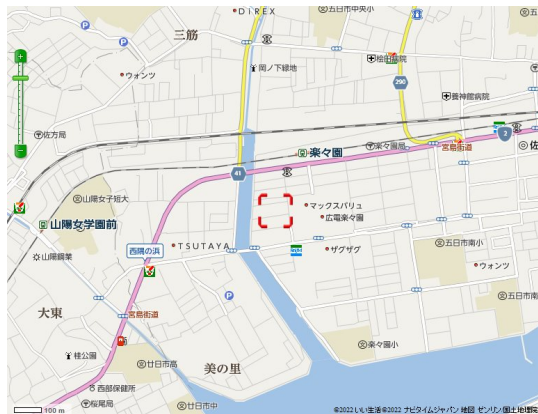 DiREX
五日市中央小
三筋
桧田医院
ウォンツ
岡ノ下緑地
290
養神館病院
佐方局
楽々園
楽々園局
宮島街道
2
佐
山陽女子短大
41
マックスバリュ
広電楽々園
山陽女学園前
TSUTAYA
西隅の浜
ザグザグ
五日市南小
山陽鋼業
ウォンツ
五日市南
大東
宮島街道
桂公園
廿日市高
美の里
楽々園小
西部保健所
桜尾局
廿日市中
100 m
©2022 いい生活©2022 ナビタイムジャパン 地図 ゼンリン